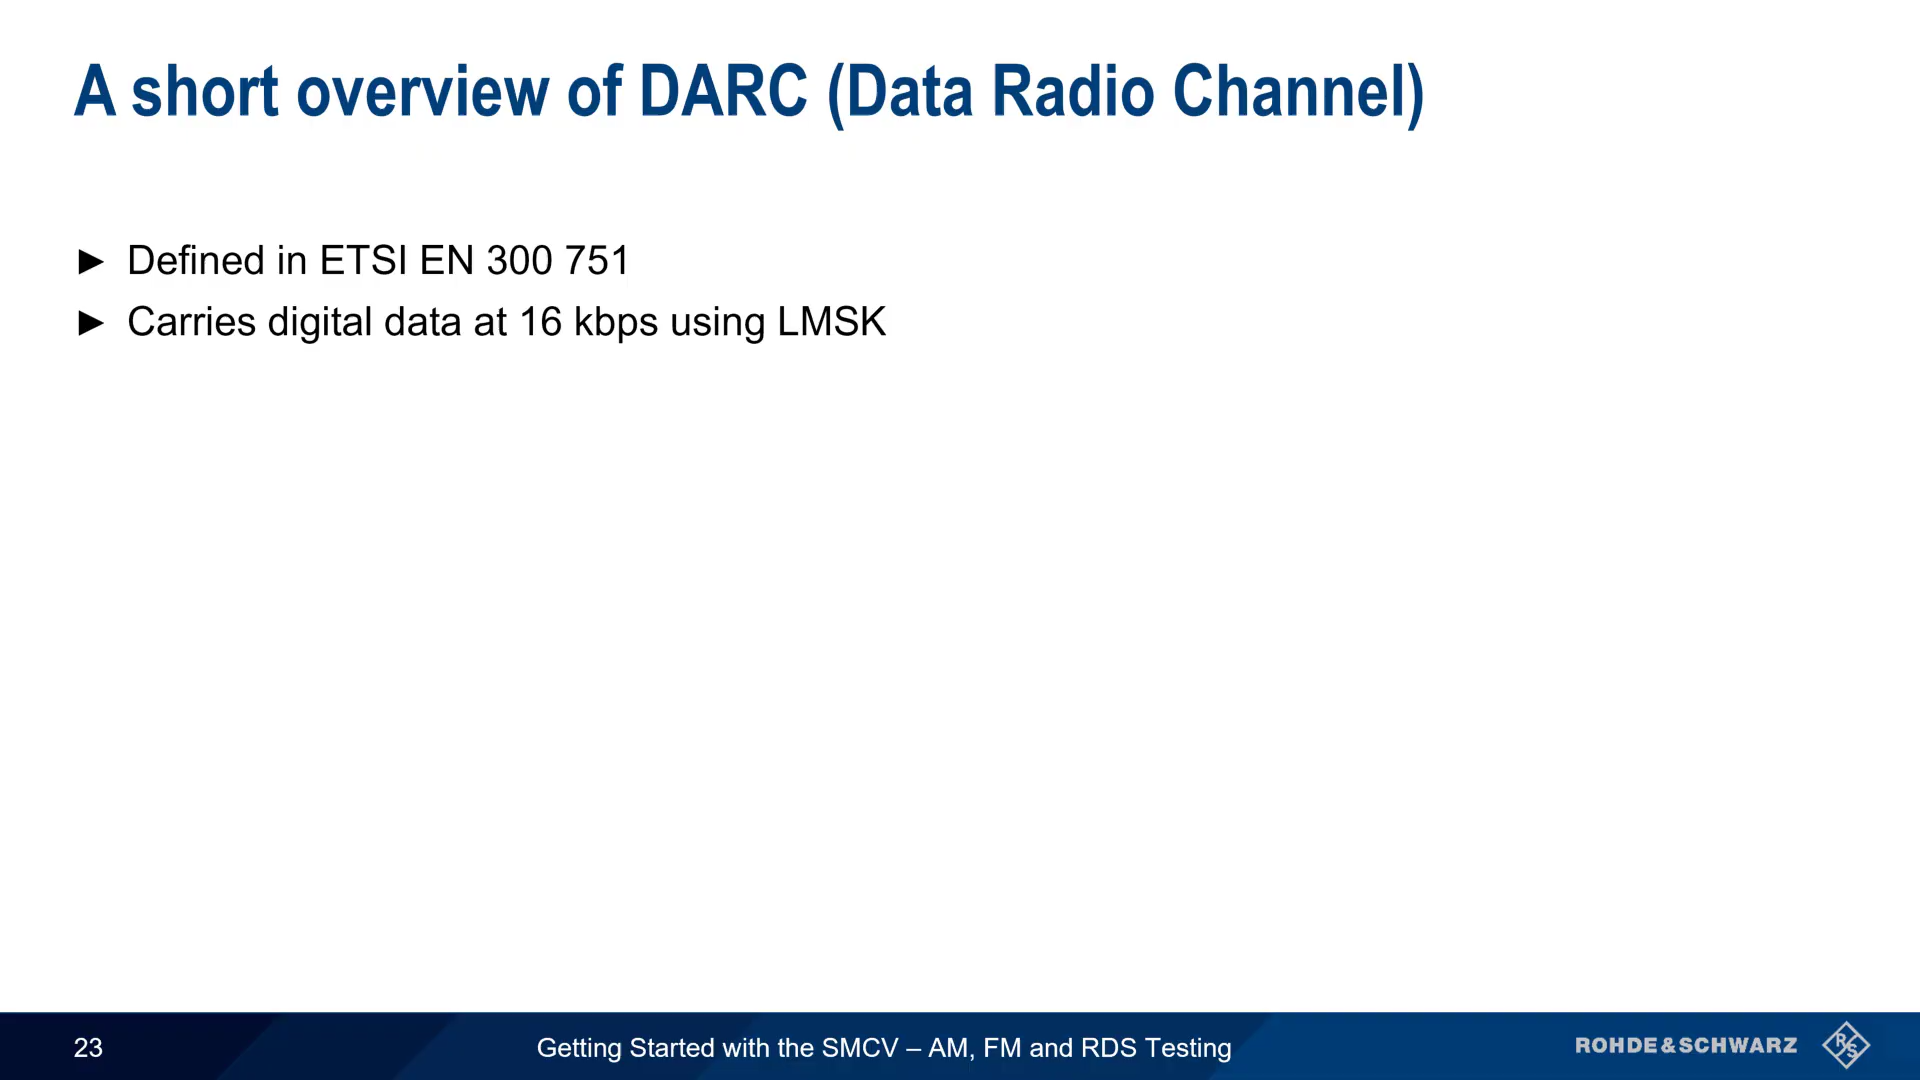 A short overview of DARC (Data Radio Channel)
► Defined in ETSI EN 300 751
► Carries digital data at 16 kbps using LMSK
23
Getting Started with the SMCV – AM, FM and RDS Testing
ROHDE&SCHWARZ
R&S